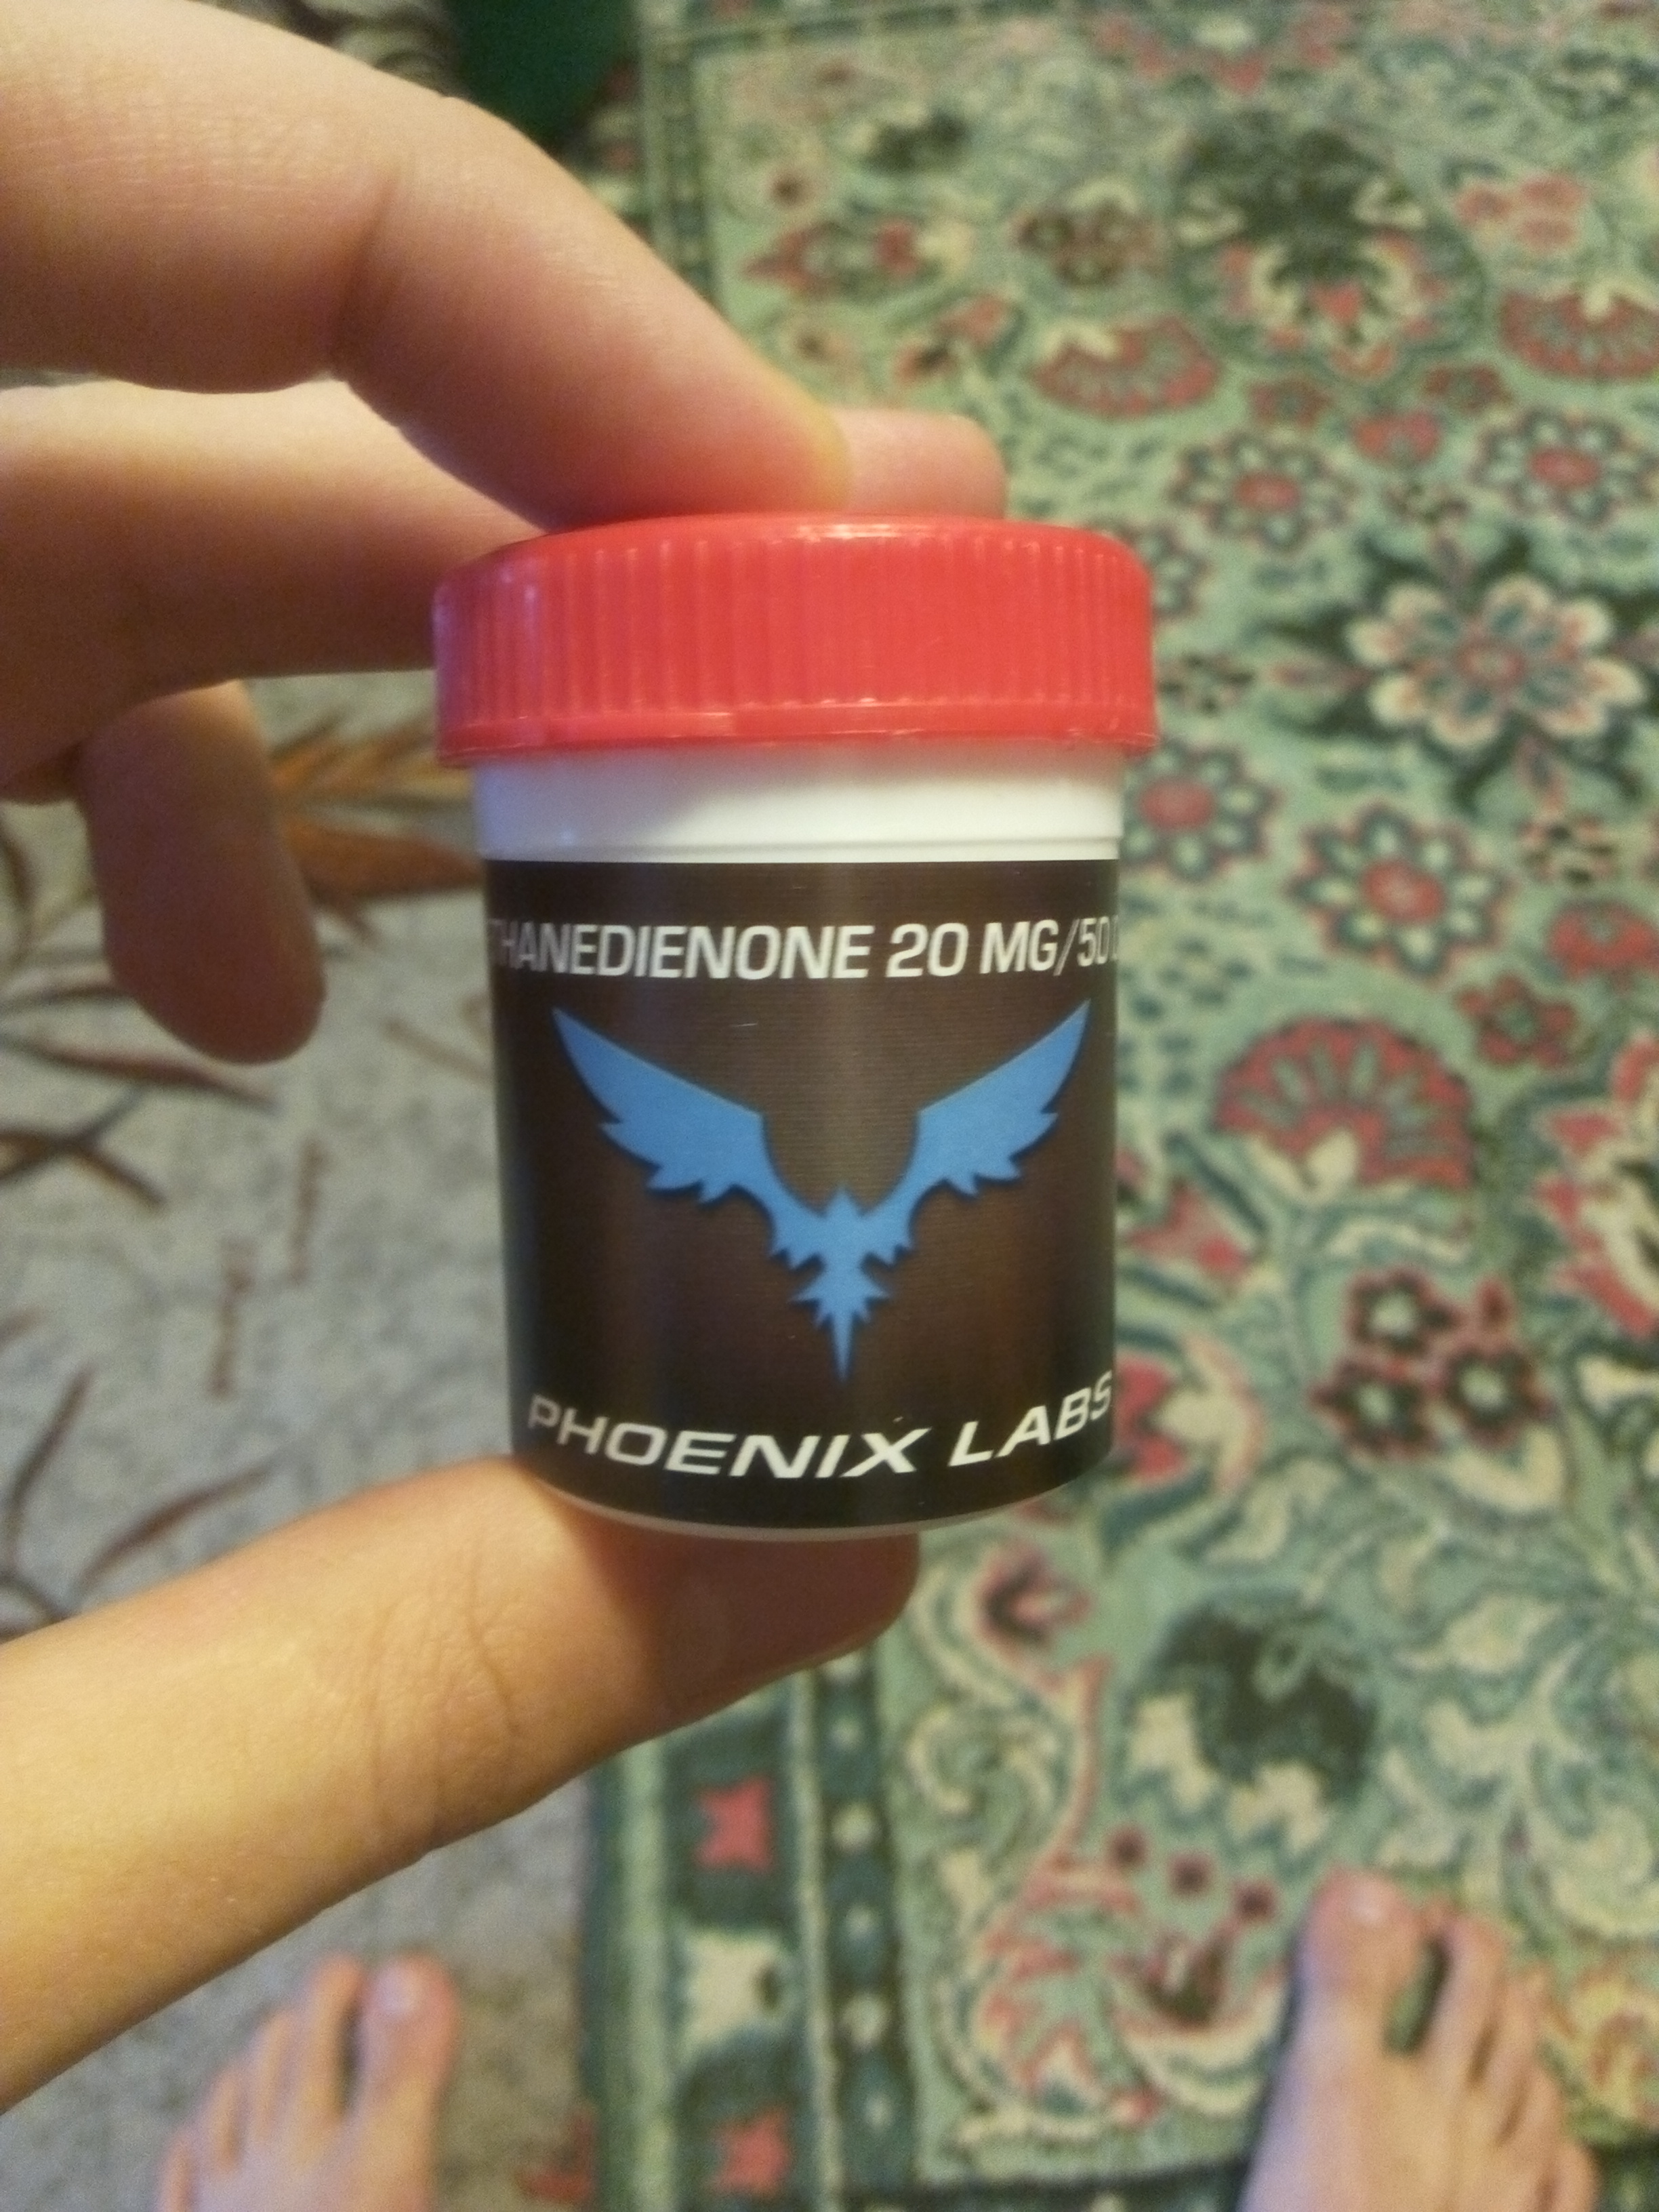 THANEDIENONE 20 MG/50
PHOENIX LABS